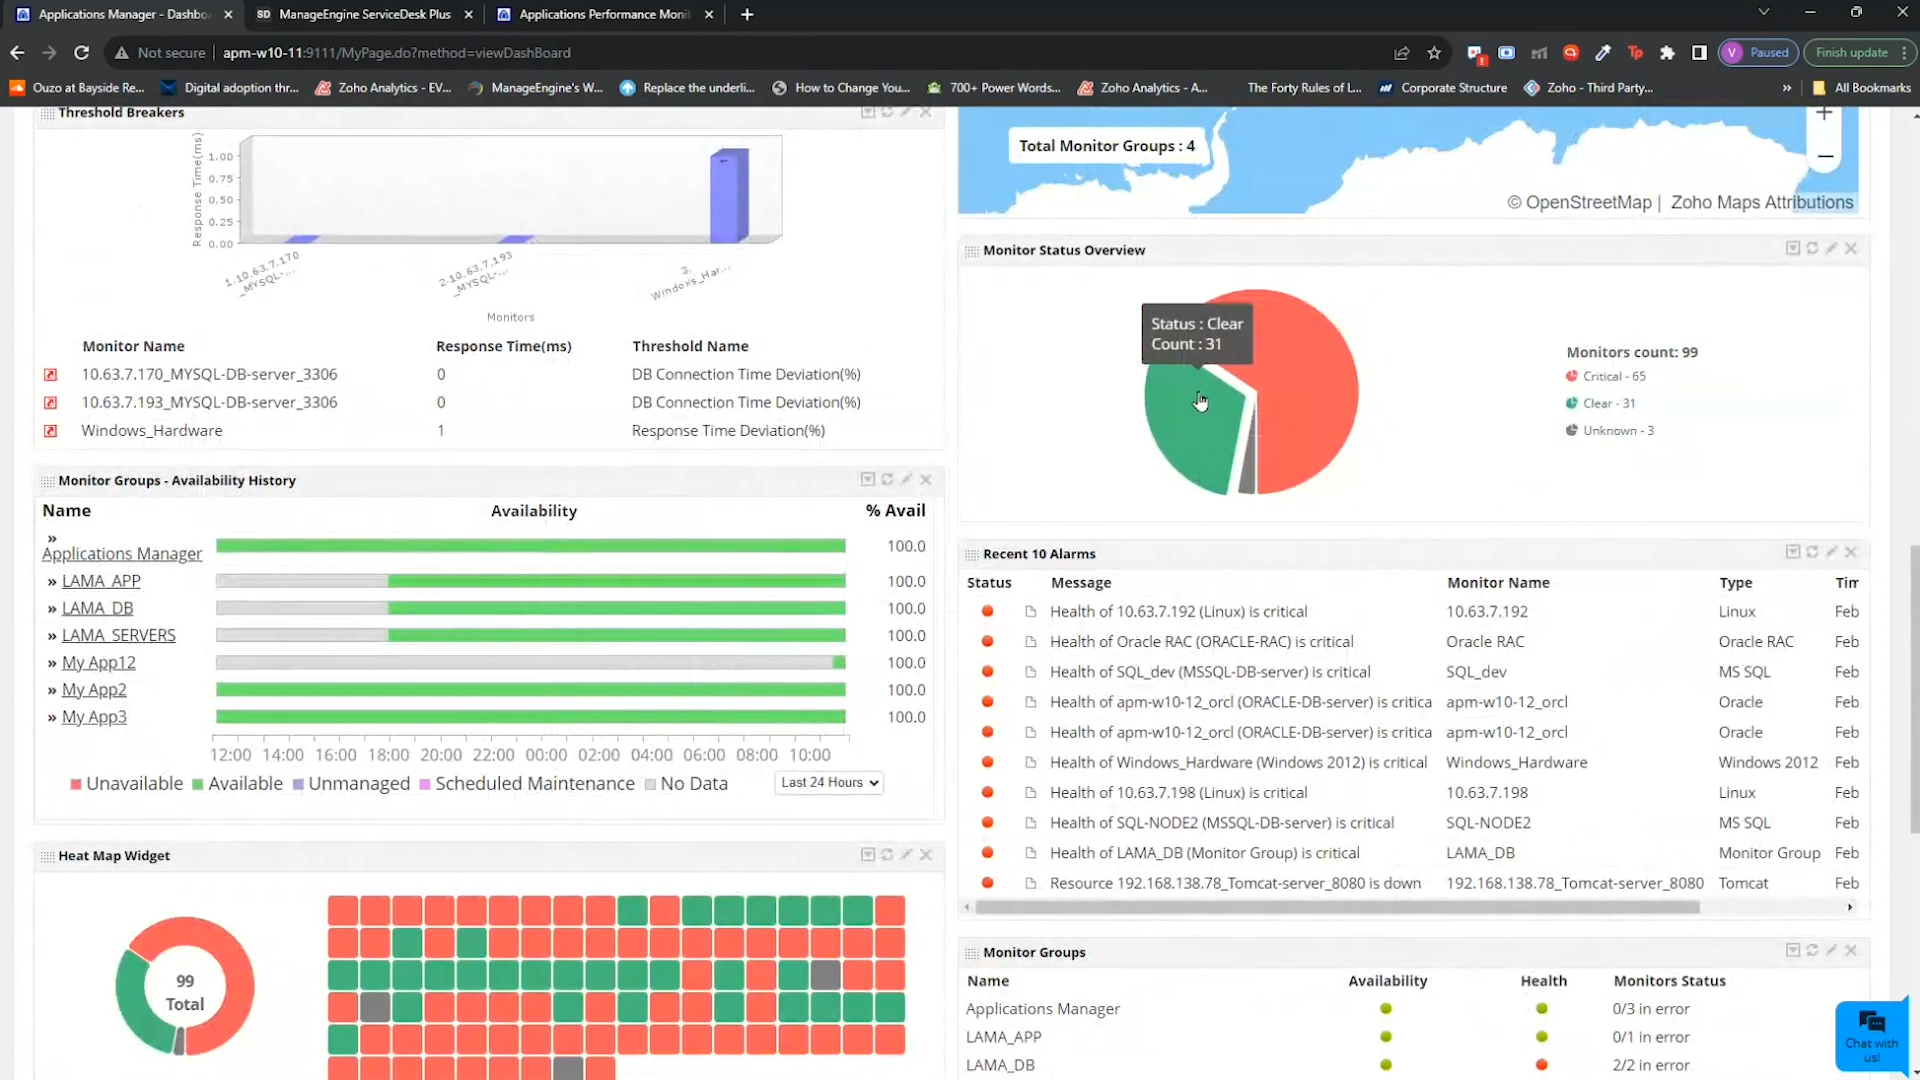 Applications Manager - Dashbo
ManageEngine ServiceDesk Plus
Applications Performance Monit
Not secure
apm-w10-11:9111/MyPage.do?method=viewDashBoard
V Paused
Finish update
Ouzo at Bayside Re...
Digital adoption thr...
Zoho Analytics - EV...
ManageEngine's W...
Replace the underli...
How to Change You...
700+ Power Words...
Zoho Analytics - A...
The Forty Rules of L...
Corporate Structure
Zoho - Third Party...
»
All Bookmarks
Threshold Breakers
Response Time(ms)
1.00
0.75
0.50
0.25
0.00
1.10.63.7.170
_MYSQL-...
2.10.63.7.193
_MYSQL-...
3.
Windows_Har...
Monitors
Monitor Name Response Time(ms) Threshold Name
10.63.7.170_MYSQL-DB-server_3306 0 DB Connection Time Deviation(%)
10.63.7.193_MYSQL-DB-server_3306 0 DB Connection Time Deviation(%)
Windows_Hardware 1 Response Time Deviation(%)
Monitor Groups - Availability History
Name Availability % Avail
»
Applications Manager 100.0
» LAMA_APP 100.0
» LAMA_DB 100.0
» LAMA_SERVERS 100.0
» My App12 100.0
» My App2 100.0
» My App3 100.0
12:00 14:00 16:00 18:00 20:00 22:00 00:00 02:00 04:00 06:00 08:00 10:00
Unavailable Available Unmanaged Scheduled Maintenance No Data Last 24 Hours
Heat Map Widget
99
Total
Total Monitor Groups : 4
© OpenStreetMap | Zoho Maps Attributions
Monitor Status Overview
Status : Clear
Count : 31
Monitors count: 99
Critical - 65
Clear - 31
Unknown - 3
Recent 10 Alarms
Status Message Monitor Name Type Tim
Health of 10.63.7.192 (Linux) is critical 10.63.7.192 Linux Feb
Health of Oracle RAC (ORACLE-RAC) is critical Oracle RAC Oracle RAC Feb
Health of SQL_dev (MSSQL-DB-server) is critical SQL_dev MS SQL Feb
Health of apm-w10-12_orcl (ORACLE-DB-server) is critica apm-w10-12_orcl Oracle Feb
Health of apm-w10-12_orcl (ORACLE-DB-server) is critica apm-w10-12_orcl Oracle Feb
Health of Windows_Hardware (Windows 2012) is critical Windows_Hardware Windows 2012 Feb
Health of 10.63.7.198 (Linux) is critical 10.63.7.198 Linux Feb
Health of SQL-NODE2 (MSSQL-DB-server) is critical SQL-NODE2 MS SQL Feb
Health of LAMA_DB (Monitor Group) is critical LAMA_DB Monitor Group Feb
Resource 192.168.138.78_Tomcat-server_8080 is down 192.168.138.78_Tomcat-server_8080 Tomcat Feb
Monitor Groups
Name Availability Health Monitors Status
Applications Manager 0/3 in error
LAMA_APP 0/1 in error
LAMA_DB 2/2 in error
Chat with
us!